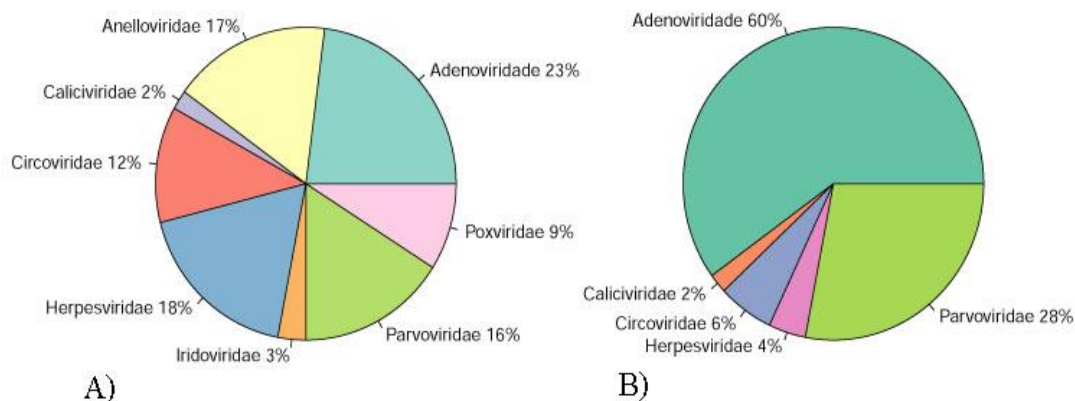 Anelloviridae 17%
Adenoviridade 23%
Caliciviridae 2%
Circoviridae 12%
Poxviridae 9%
Herpesviridae 18%
Parvoviridae 16%
Iridoviridae 3%
A)
Adenoviridade 60%
Caliciviridae 2%
Circoviridae 6%
Parvoviridae 28%
Herpesviridae 4%
B)